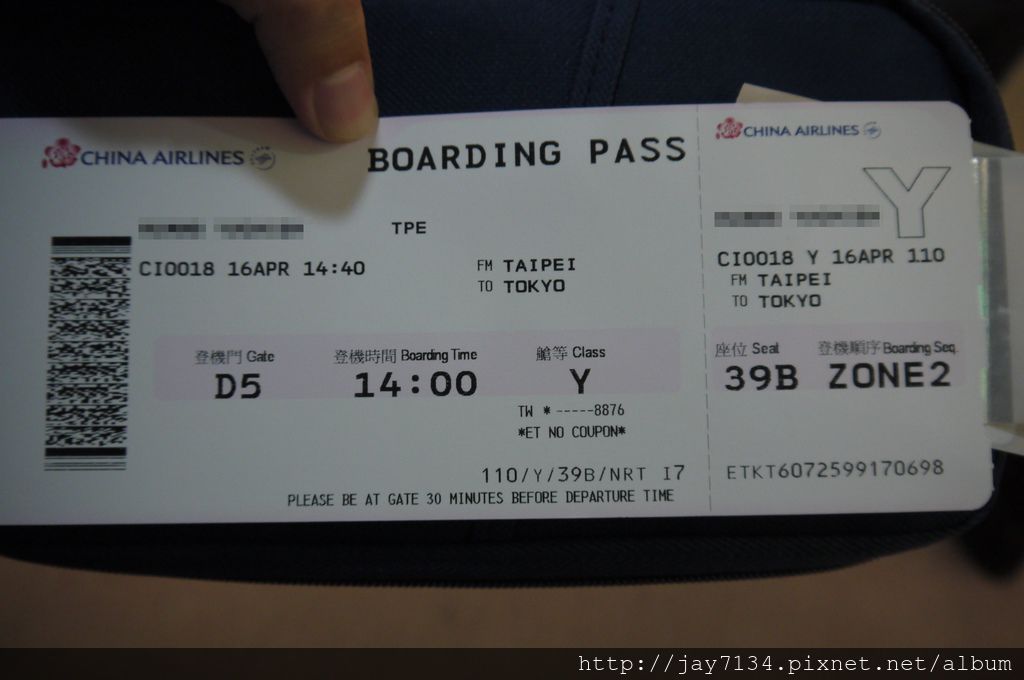 CHINA AIRLINES
BOARDING PASS
TPE
CI0018 16APR 14:40
FM TAIPEI
TO TOKYO
登機門 Gate
登機時間 Boarding Time
艙等 Class
D5
14:00
Y
TW *-----8876
*ET NO COUPON*
110/Y/39B/NRT I7
PLEASE BE AT GATE 30 MINUTES BEFORE DEPARTURE TIME
CHINA AIRLINES
Y
CI0018 Y 16APR 110
FM TAIPEI
TO TOKYO
座位 Seat
登機順序 Boarding Seq.
39B
ZONE2
ETKT6072599170698
http://jay7134.pixnet.net/album